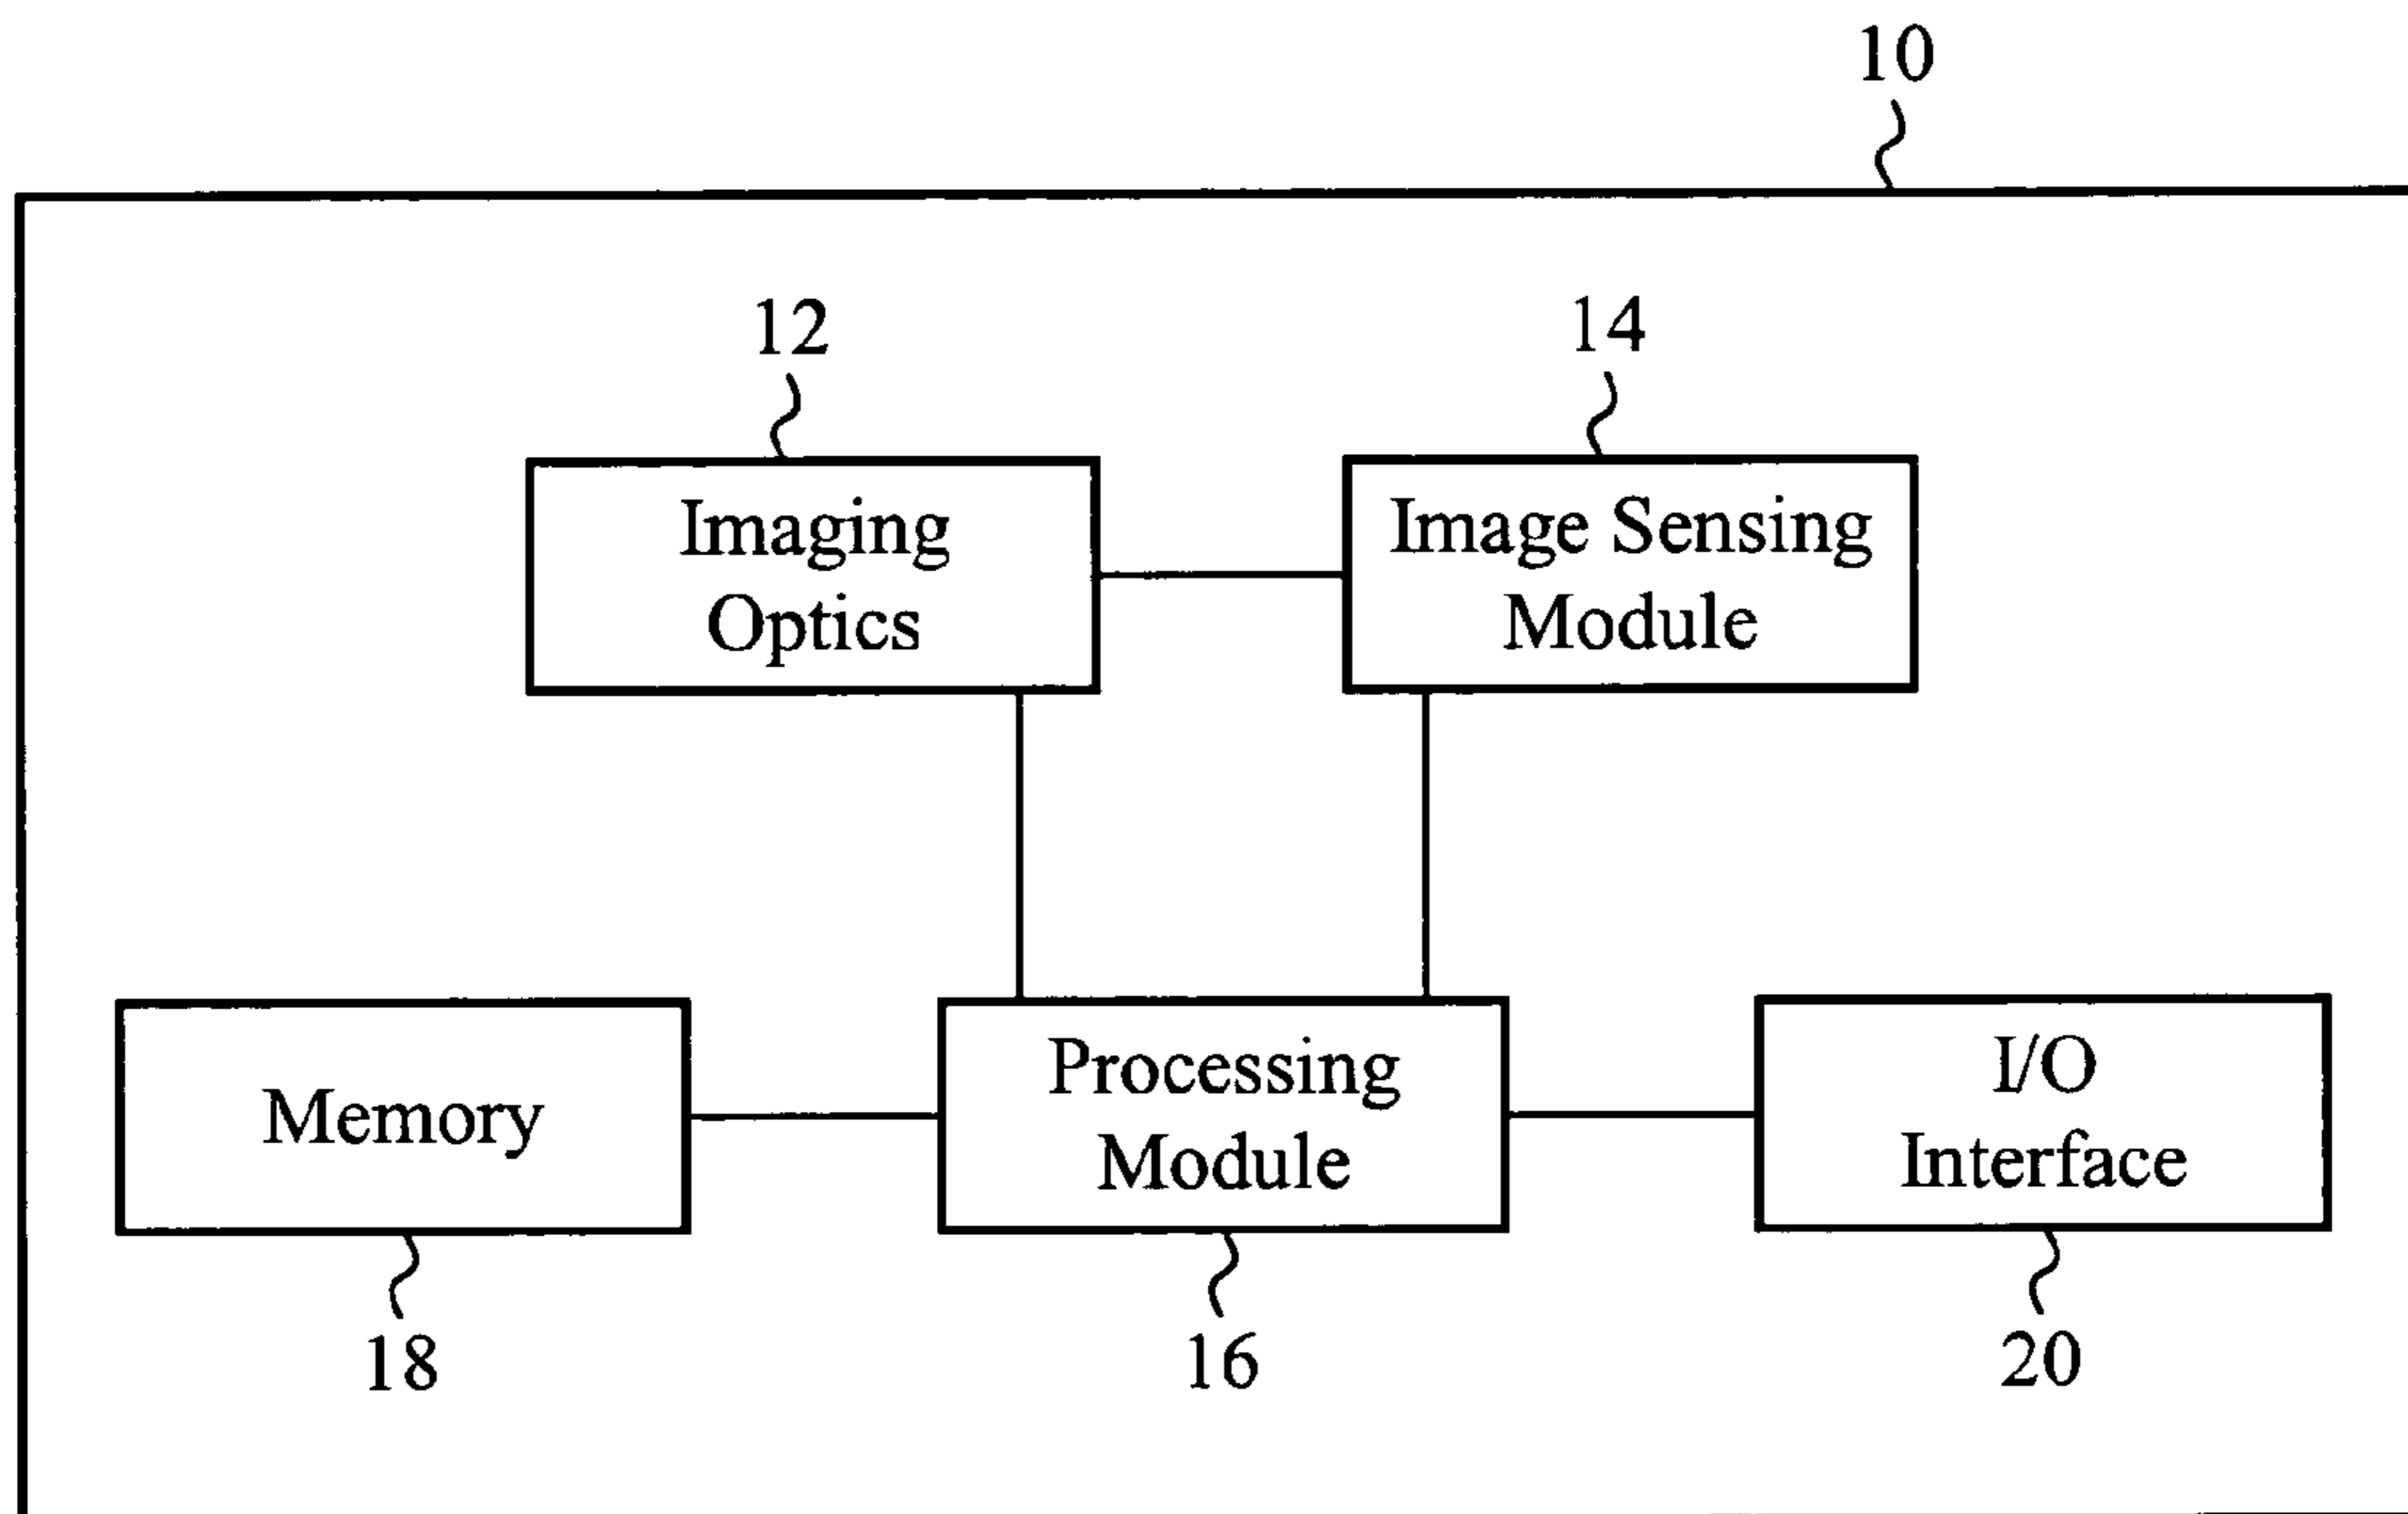 10
12
14
Imaging
Optics
Image Sensing
Module
Memory
Processing
Module
I/O
Interface
18
16
20